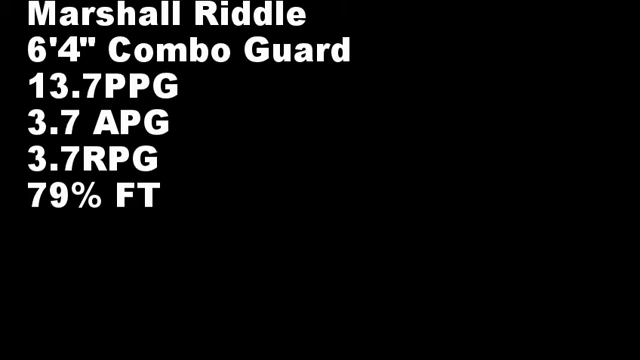 Marshall Riddle
6'4" Combo Guard
13.7PPG
3.7 APG
3.7RPG
79% FT